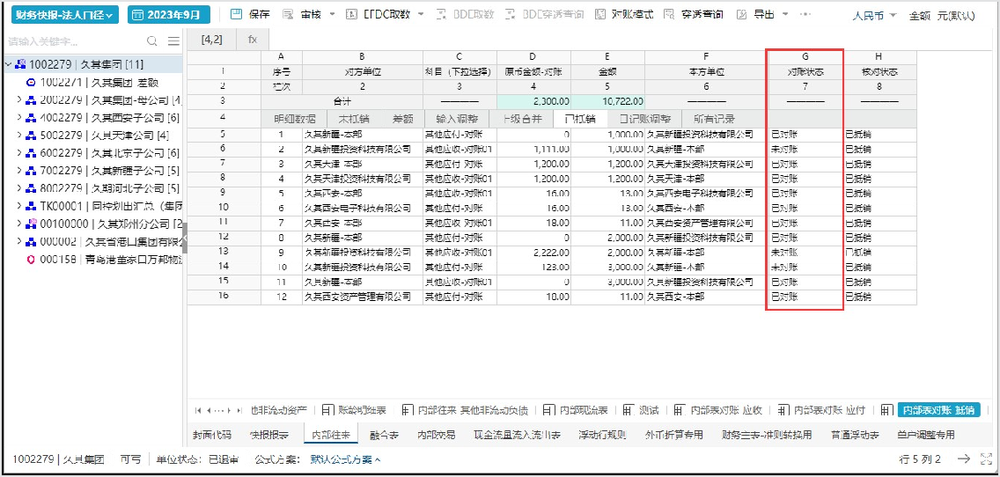 财务快报-法人口径 2023年9月 保存 审核 EFDC取数 BDE取数 BDE穿透查询 对账模式 穿透查询 导出 ... 人民币 金额 元(默认)
请输入关键字... [4,2] fx
1002279 | 久其集团 [11]
1002271 | 久其集团-差额
2002279 | 久其集团-母公司 [4]
4002279 | 久其西安子公司 [6]
5002279 | 久其天津公司 [4]
6002279 | 久其北京子公司 [6]
7002279 | 久其新疆子公司 [5]
8002279 | 久期河北子公司 [5]
TK00001 | 同控划出汇总（集团
00100000 | 久其郑州分公司 [2
000002 | 久其省港口集团有限公
000158 | 青岛港董家口万邦物流
A B C D E F G H
1 序号 对方单位 科目（下拉选择） 原币金额-对账 金额 本方单位 对账状态 核对状态
2 栏次 2 3 4 5 6 7 8
3 合计 ———— 2,300.00 10,722.00 ———— ———— ————
4 明细数据 未抵销 差额 输入调整 上级合并 已抵销 日记账调整 所有记录
5 1 久其新疆-本部 其他应付-对账 0 1,000.00 久其新疆投资科技有限公司 已对账 已抵销
6 2 久其新疆投资科技有限公司 其他应收-对账01 1,111.00 1,000.00 久其新疆-本部 未对账 已抵销
7 3 久其天津-本部 其他应付-对账 1,200.00 1,200.00 久其天津投资科技有限公司 已对账 已抵销
8 4 久其天津投资科技有限公司 其他应收-对账01 1,200.00 1,200.00 久其天津-本部 已对账 已抵销
9 5 久其西安-本部 其他应收-对账01 16.00 13.00 久其西安电子科技有限公司 已对账 已抵销
10 6 久其西安电子科技有限公司 其他应付-对账 16.00 13.00 久其西安-本部 已对账 已抵销
11 7 久其西安-本部 其他应收-对账01 18.00 11.00 久其西安资产管理有限公司 已对账 已抵销
12 8 久其新疆-本部 其他应付-对账 0 2,000.00 久其新疆投资科技有限公司 已对账 已抵销
13 9 久其新疆投资科技有限公司 其他应收-对账01 2,222.00 2,000.00 久其新疆-本部 未对账 已抵销
14 10 久其新疆投资科技有限公司 其他应付-对账 123.00 3,000.00 久其新疆-本部 未对账 已抵销
15 11 久其新疆-本部 其他应收-对账01 0 3,000.00 久其新疆投资科技有限公司 已对账 已抵销
16 12 久其西安资产管理有限公司 其他应付-对账 18.00 11.00 久其西安-本部 已对账 已抵销
他非流动资产 账龄明细表 内部往来 其他非流动负债 内部现流表 测试 内部表对账 应收 内部表对账 应付 内部表对账 抵销
封面代码 快报报表 内部往来 融合表 内部交易 现金流量流入流出表 浮动行规则 外币折算专用 财务主表-准则转换用 普通浮动表 单户调整专用
1002279 | 久其集团 可写 单位状态：已退审 公式方案： 默认公式方案 行 5 列 2